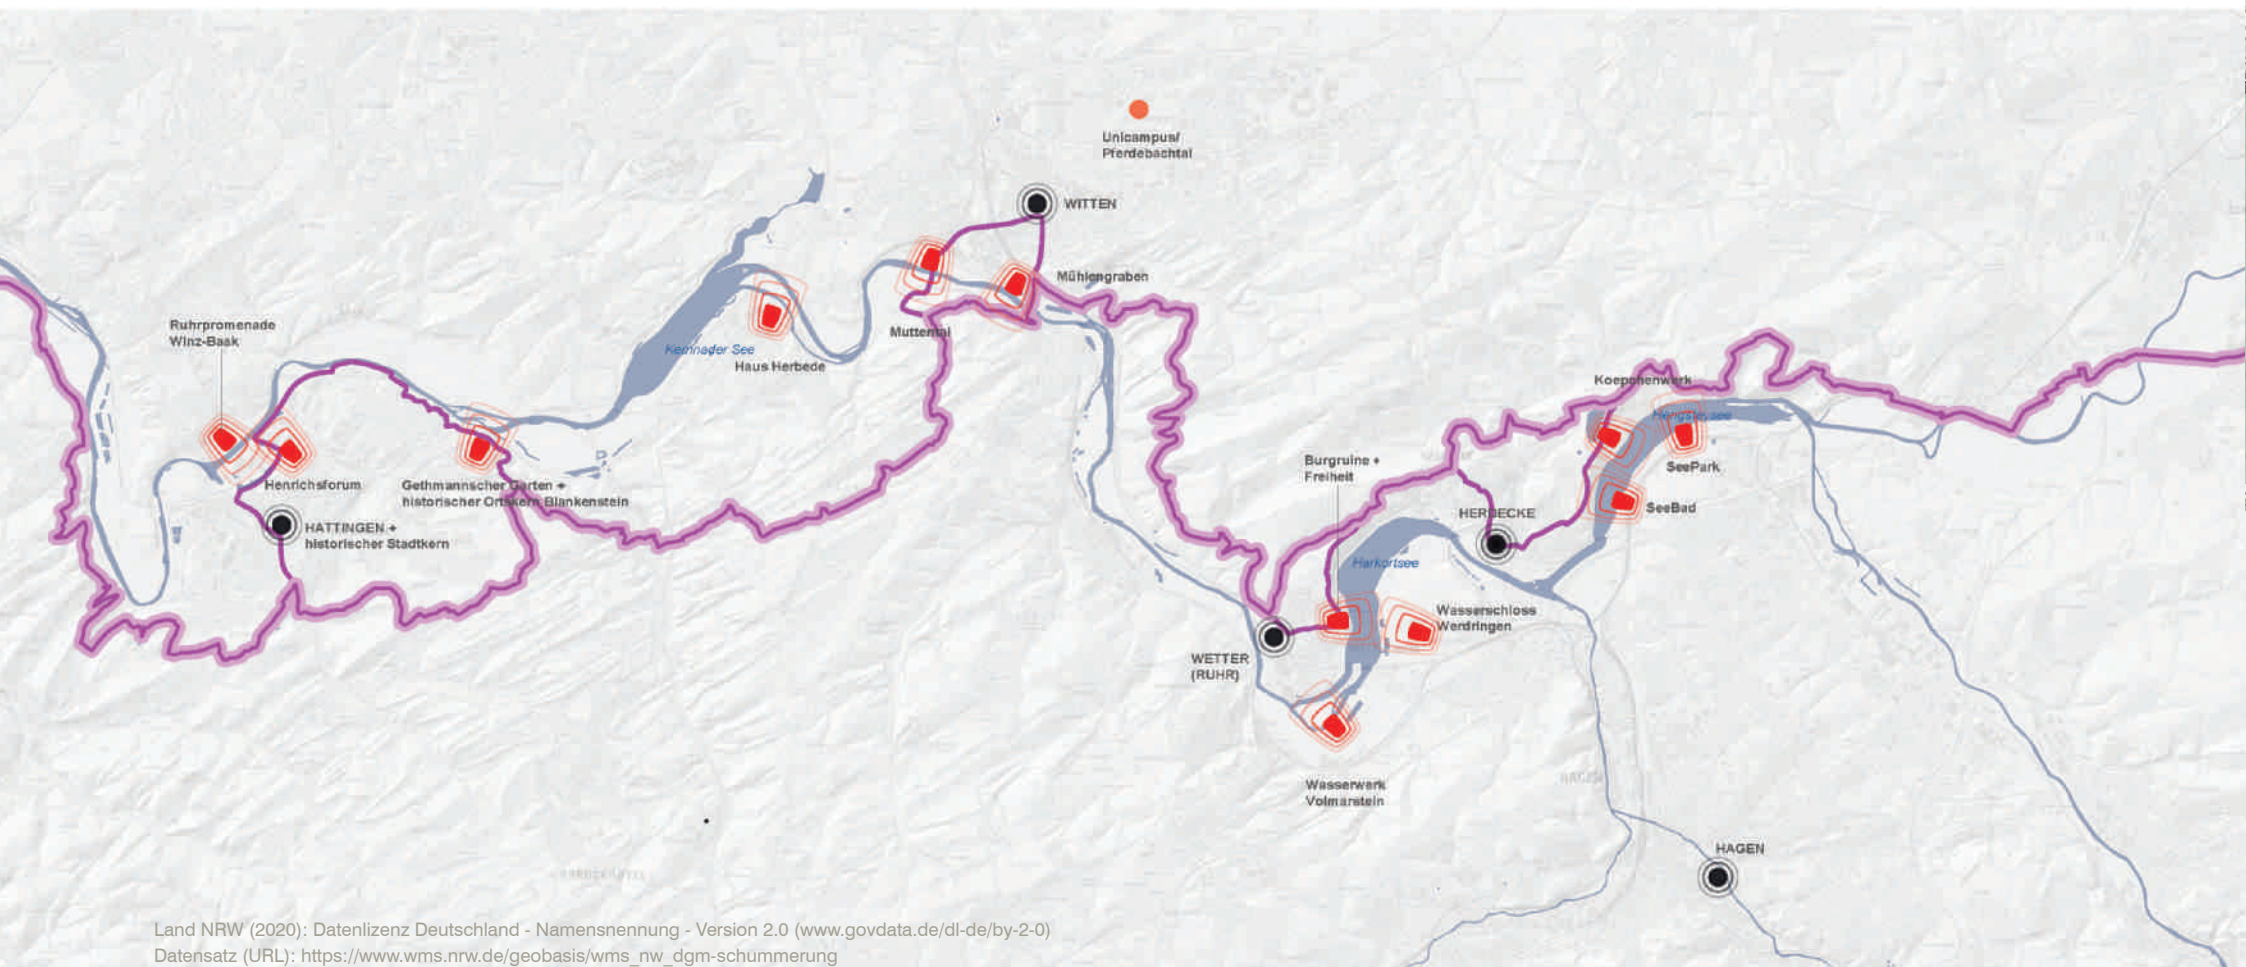 Unicampus/
Pferdebachtal
WITTEN
Mühlengraben
Ruhrpromenade
Winz-Baak
Muttental
Kemnader See
Haus Herbede
Koepchenwerk
Hengsteysee
Burgruine +
Freiheit
SeePark
Henrichsforum
Gethmannscher Garten +
historischer Ortskern Blankenstein
SeeBad
HERDECKE
HATTINGEN +
historischer Stadtkern
Harkortsee
Wasserschloss
Werdringen
WETTER
(RUHR)
HAGEN
Wasserwerk
Volmarstein
HAGEN
Land NRW (2020): Datenlizenz Deutschland - Namensnennung - Version 2.0 (www.govdata.de/dl-de/by-2-0)
Datensatz (URL): https://www.wms.nrw.de/geobasis/wms_nw_dgm-schummerung